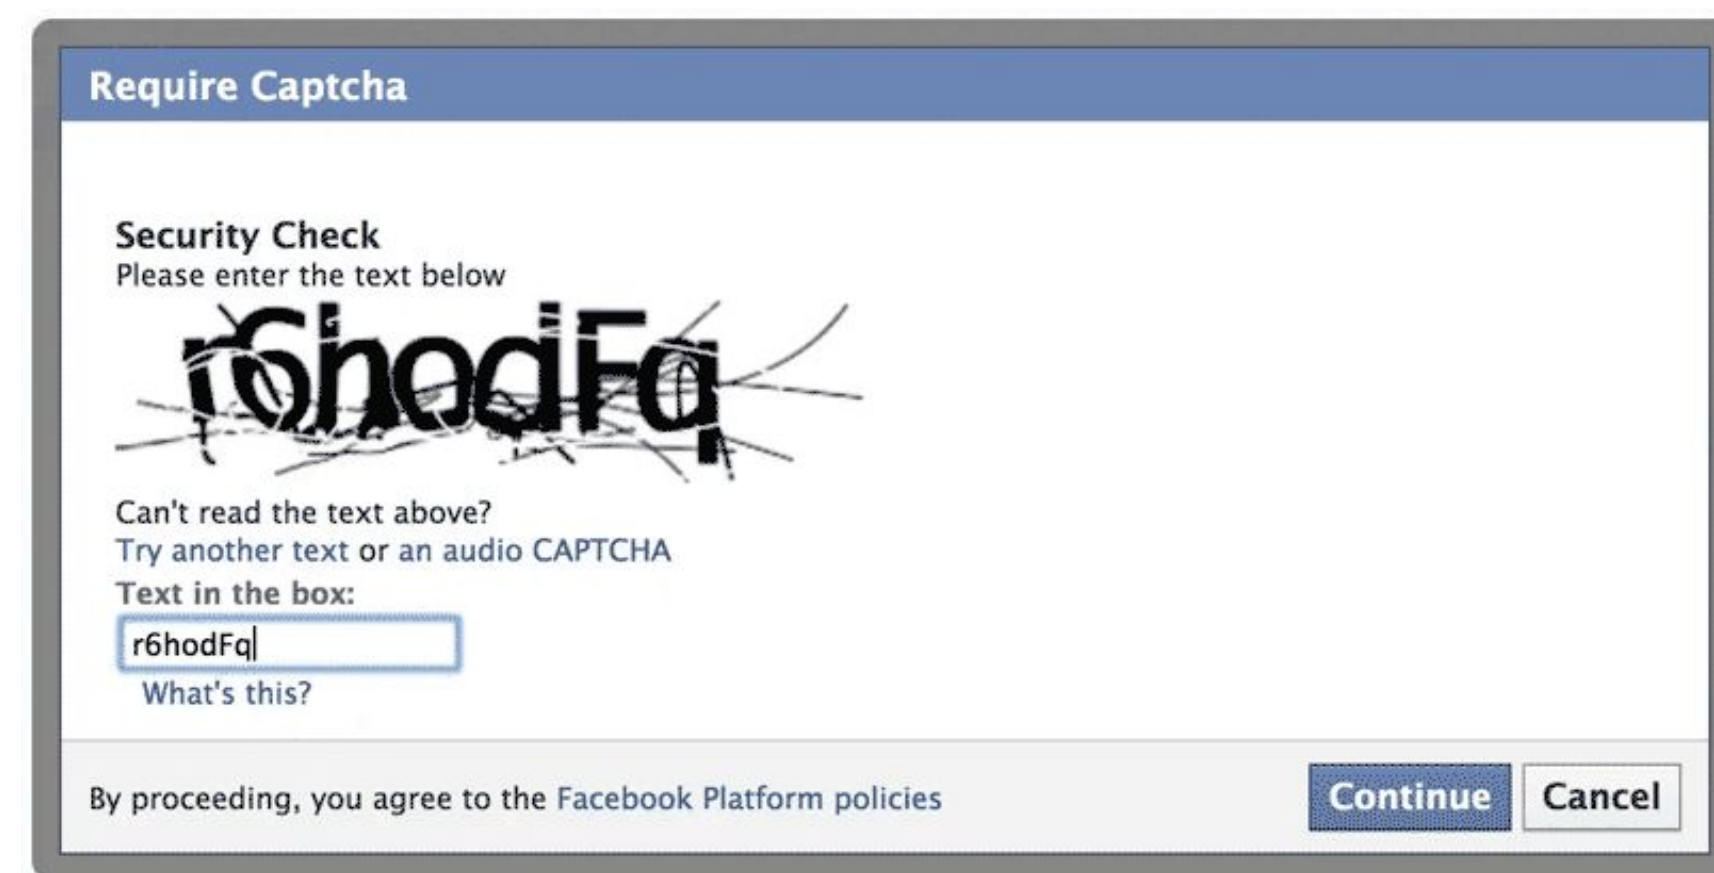 Require Captcha
Security Check
Please enter the text below
r6hodFq
Can't read the text above?
Try another text or an audio CAPTCHA
Text in the box:
r6hodFq
What's this?
By proceeding, you agree to the Facebook Platform policies
Continue Cancel